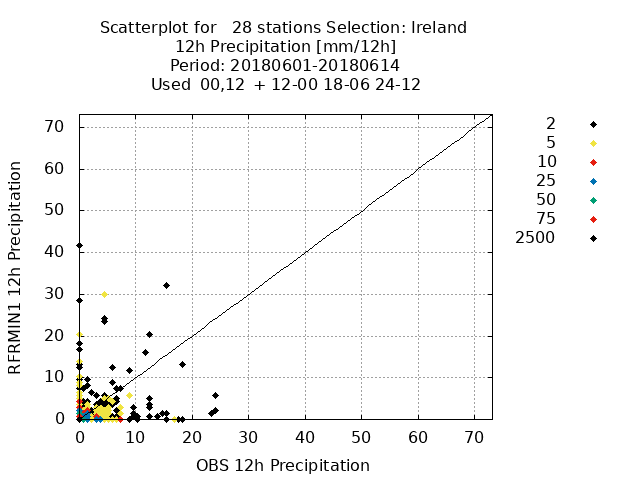 Scatterplot for   28 stations Selection: Ireland
12h Precipitation [mm/12h]
Period: 20180601-20180614
Used  00,12  + 12-00 18-06 24-12
70
60
50
40
30
20
10
0
RFRMIN1 12h Precipitation
0 10 20 30 40 50 60 70
OBS 12h Precipitation
2
5
10
25
50
75
2500